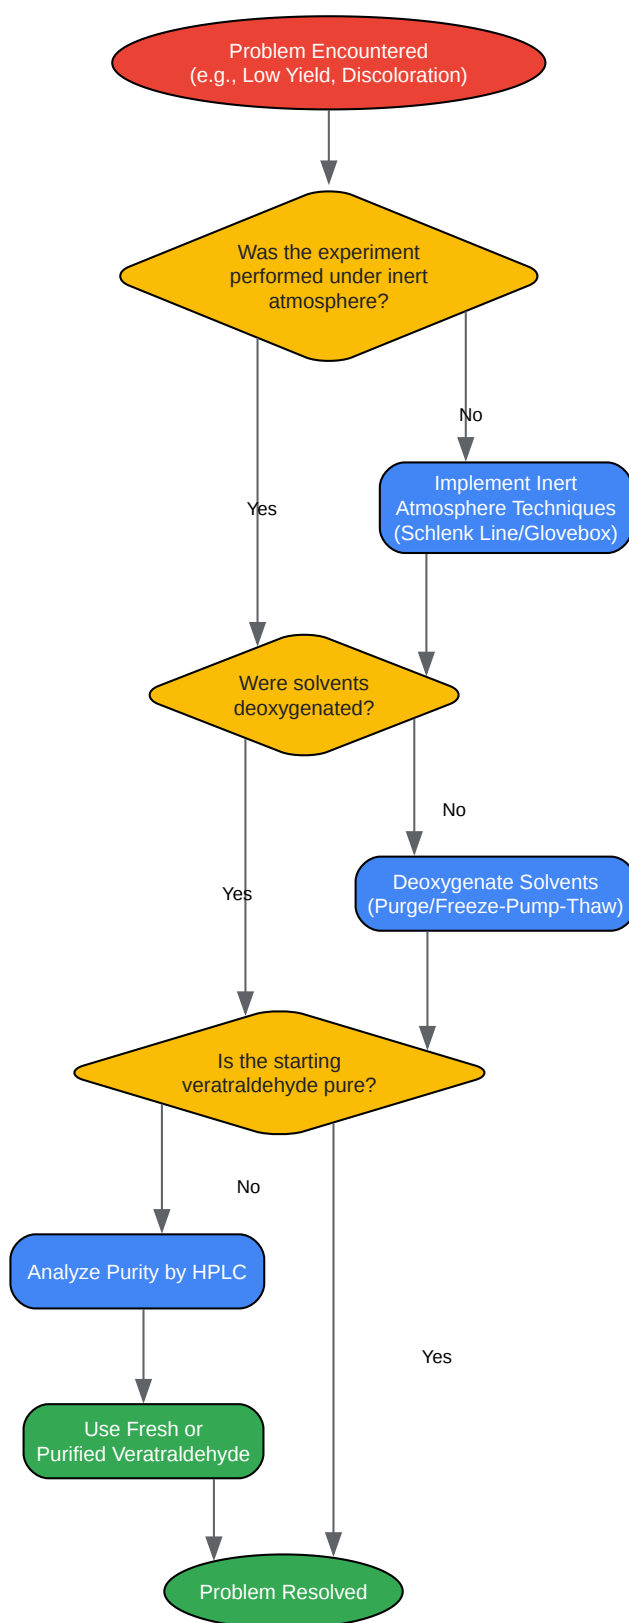 Problem Encountered
(e.g., Low Yield, Discoloration)
Was the experiment
performed under inert
atmosphere?
No
Implement Inert
Atmosphere Techniques
(Schlenk Line/Glovebox)
Yes
Were solvents
deoxygenated?
No
Deoxygenate Solvents
(Purge/Freeze-Pump-Thaw)
Yes
Is the starting
veratraldehyde pure?
No
Analyze Purity by HPLC
Yes
Use Fresh or
Purified Veratraldehyde
Problem Resolved